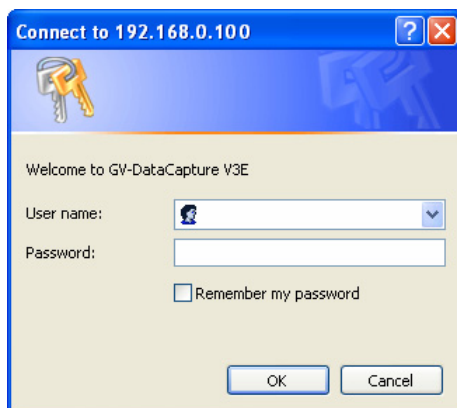 Connect to 192.168.0.100
Welcome to GV-DataCapture V3E
User name:
Password:
Remember my password
OK Cancel